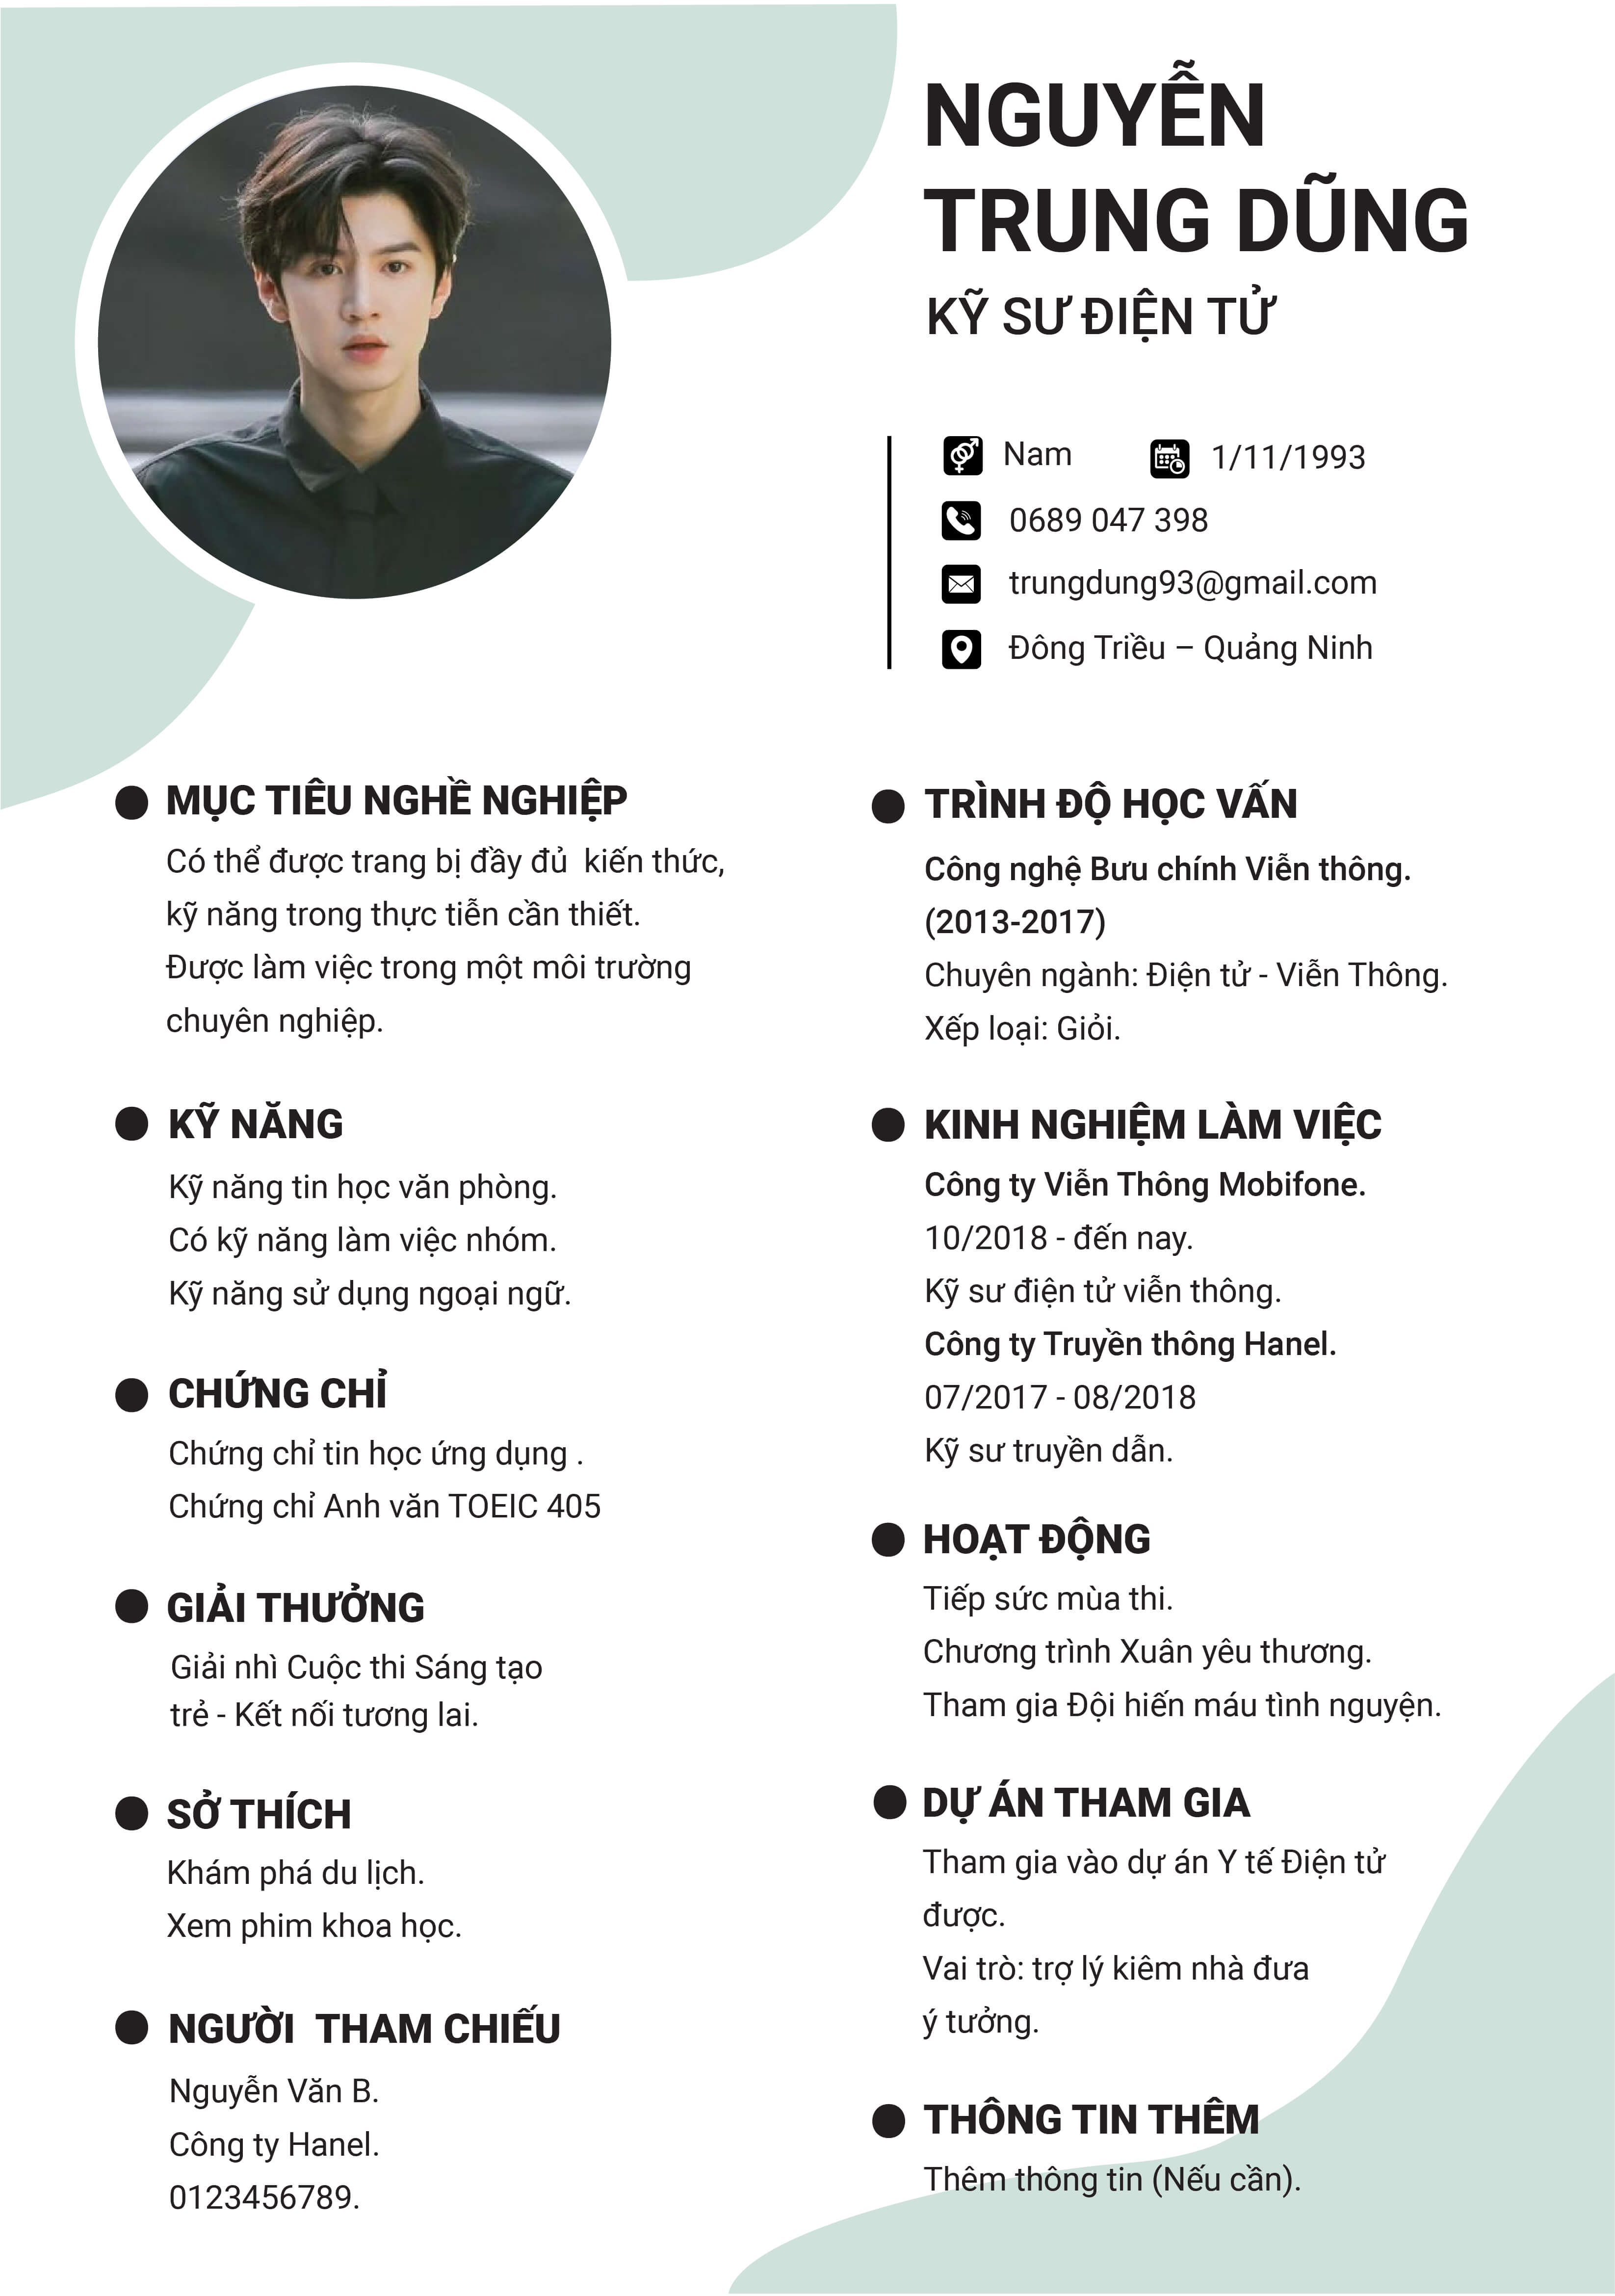 NGUYỄN
TRUNG DŨNG
KỸ SƯ ĐIỆN TỬ
Nam
1/11/1993
0689 047 398
trungdung93@gmail.com
Đông Triều – Quảng Ninh
MỤC TIÊU NGHỀ NGHIỆP
Có thể được trang bị đầy đủ  kiến thức,
kỹ năng trong thực tiễn cần thiết.
Được làm việc trong một môi trường
chuyên nghiệp.
KỸ NĂNG
Kỹ năng tin học văn phòng.
Có kỹ năng làm việc nhóm.
Kỹ năng sử dụng ngoại ngữ.
CHỨNG CHỈ
Chứng chỉ tin học ứng dụng .
Chứng chỉ Anh văn TOEIC 405
GIẢI THƯỞNG
Giải nhì Cuộc thi Sáng tạo
trẻ - Kết nối tương lai.
SỞ THÍCH
Khám phá du lịch.
Xem phim khoa học.
NGƯỜI  THAM CHIẾU
Nguyễn Văn B.
Công ty Hanel.
0123456789.
TRÌNH ĐỘ HỌC VẤN
Công nghệ Bưu chính Viễn thông.
(2013-2017)
Chuyên ngành: Điện tử - Viễn Thông.
Xếp loại: Giỏi.
KINH NGHIỆM LÀM VIỆC
Công ty Viễn Thông Mobifone.
10/2018 - đến nay.
Kỹ sư điện tử viễn thông.
Công ty Truyền thông Hanel.
07/2017 - 08/2018
Kỹ sư truyền dẫn.
HOẠT ĐỘNG
Tiếp sức mùa thi.
Chương trình Xuân yêu thương.
Tham gia Đội hiến máu tình nguyện.
DỰ ÁN THAM GIA
Tham gia vào dự án Y tế Điện tử
được.
Vai trò: trợ lý kiêm nhà đưa
ý tưởng.
THÔNG TIN THÊM
Thêm thông tin (Nếu cần).